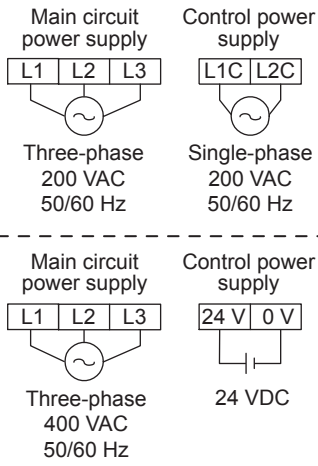 Main circuit
power supply
L1 L2 L3
Three-phase
200 VAC
50/60 Hz
Control power
supply
L1C L2C
Single-phase
200 VAC
50/60 Hz
Main circuit
power supply
L1 L2 L3
Three-phase
400 VAC
50/60 Hz
Control power
supply
24 V 0 V
24 VDC